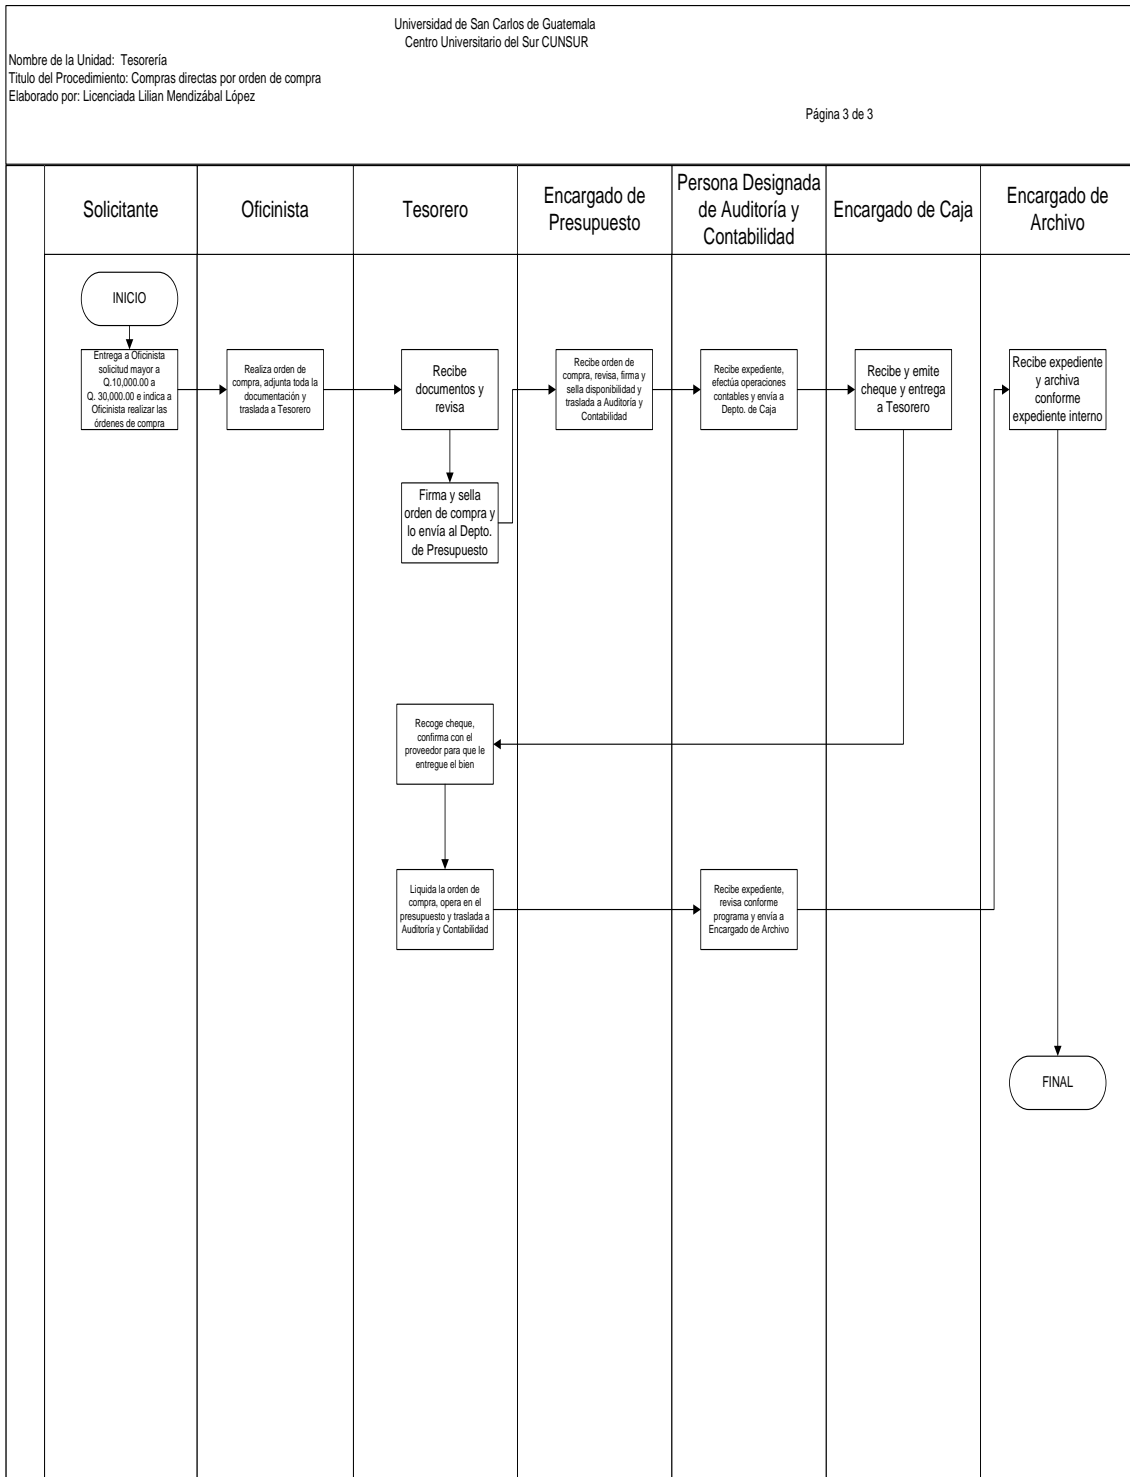 Universidad de San Carlos de Guatemala
Centro Universitario del Sur CUNSUR
Nombre de la Unidad: Tesorería
Titulo del Procedimiento: Compras directas por orden de compra
Elaborado por: Licenciada Lilian Mendizábal López
Página 3 de 3
Solicitante
Oficinista
Tesorero
Encargado de
Presupuesto
Persona Designada
de Auditoría y
Contabilidad
Encargado de Caja
Encargado de
Archivo
INICIO
Entrega a Oficinista
solicitud mayor a
Q.10,000.00 a
Q. 30,000.00 e indica a
Oficinista realizar las
órdenes de compra
Realiza orden de
compra, adjunta toda la
documentación y
traslada a Tesorero
Recibe
documentos y
revisa
Recibe orden de
compra, revisa, firma y
sella disponibilidad y
traslada a Auditoría y
Contabilidad
Recibe expediente,
efectúa operaciones
contables y envía a
Depto. de Caja
Recibe y emite
cheque y entrega
a Tesorero
Recibe expediente
y archiva
conforme
expediente interno
Firma y sella
orden de compra y
lo envía al Depto.
de Presupuesto
Recoge cheque,
confirma con el
proveedor para que le
entregue el bien
Liquida la orden de
compra, opera en el
presupuesto y traslada a
Auditoría y Contabilidad
Recibe expediente,
revisa conforme
programa y envía a
Encargado de Archivo
FINAL